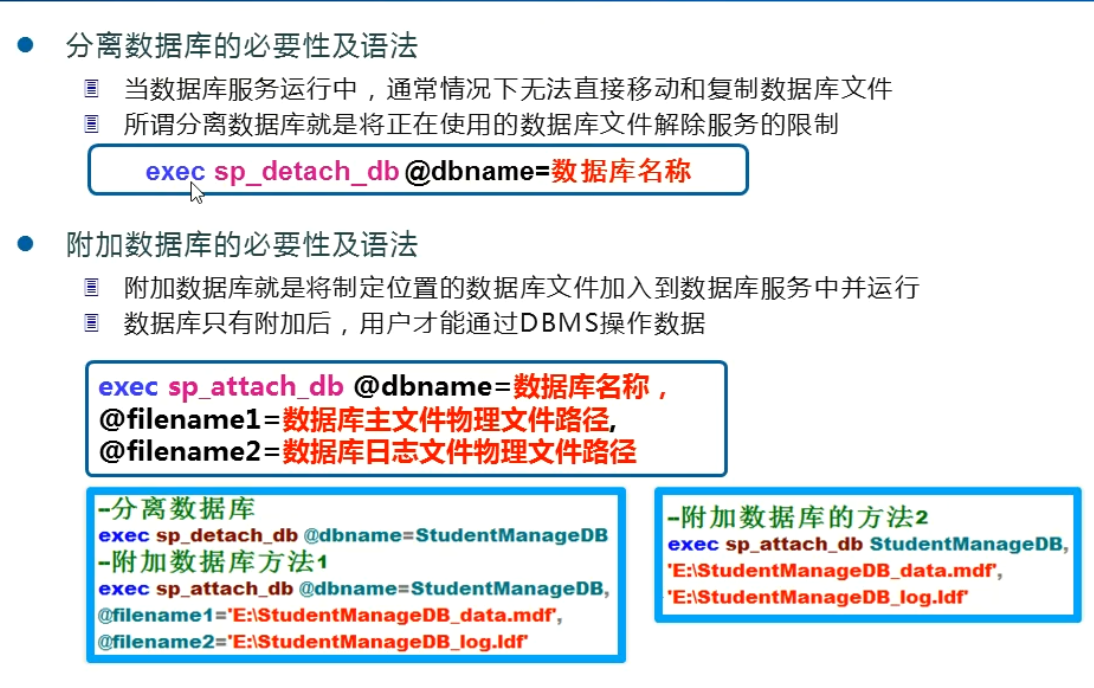 分离数据库的必要性及语法
当数据库服务运行中，通常情况下无法直接移动和复制数据库文件
所谓分离数据库就是将正在使用的数据库文件解除服务的限制
exec sp_detach_db @dbname=数据库名称
附加数据库的必要性及语法
附加数据库就是将制定位置的数据库文件加入到数据库服务中并运行
数据库只有附加后，用户才能通过DBMS操作数据
exec sp_attach_db @dbname=数据库名称，
@filename1=数据库主文件物理文件路径,
@filename2=数据库日志文件物理文件路径
--分离数据库
exec sp_detach_db @dbname=StudentManageDB
--附加数据库方法1
exec sp_attach_db @dbname=StudentManageDB,
@filename1='E:\StudentManageDB_data.mdf',
@filename2='E:\StudentManageDB_log.ldf'
--附加数据库的方法2
exec sp_attach_db StudentManageDB,
'E:\StudentManageDB_data.mdf',
'E:\StudentManageDB_log.ldf'